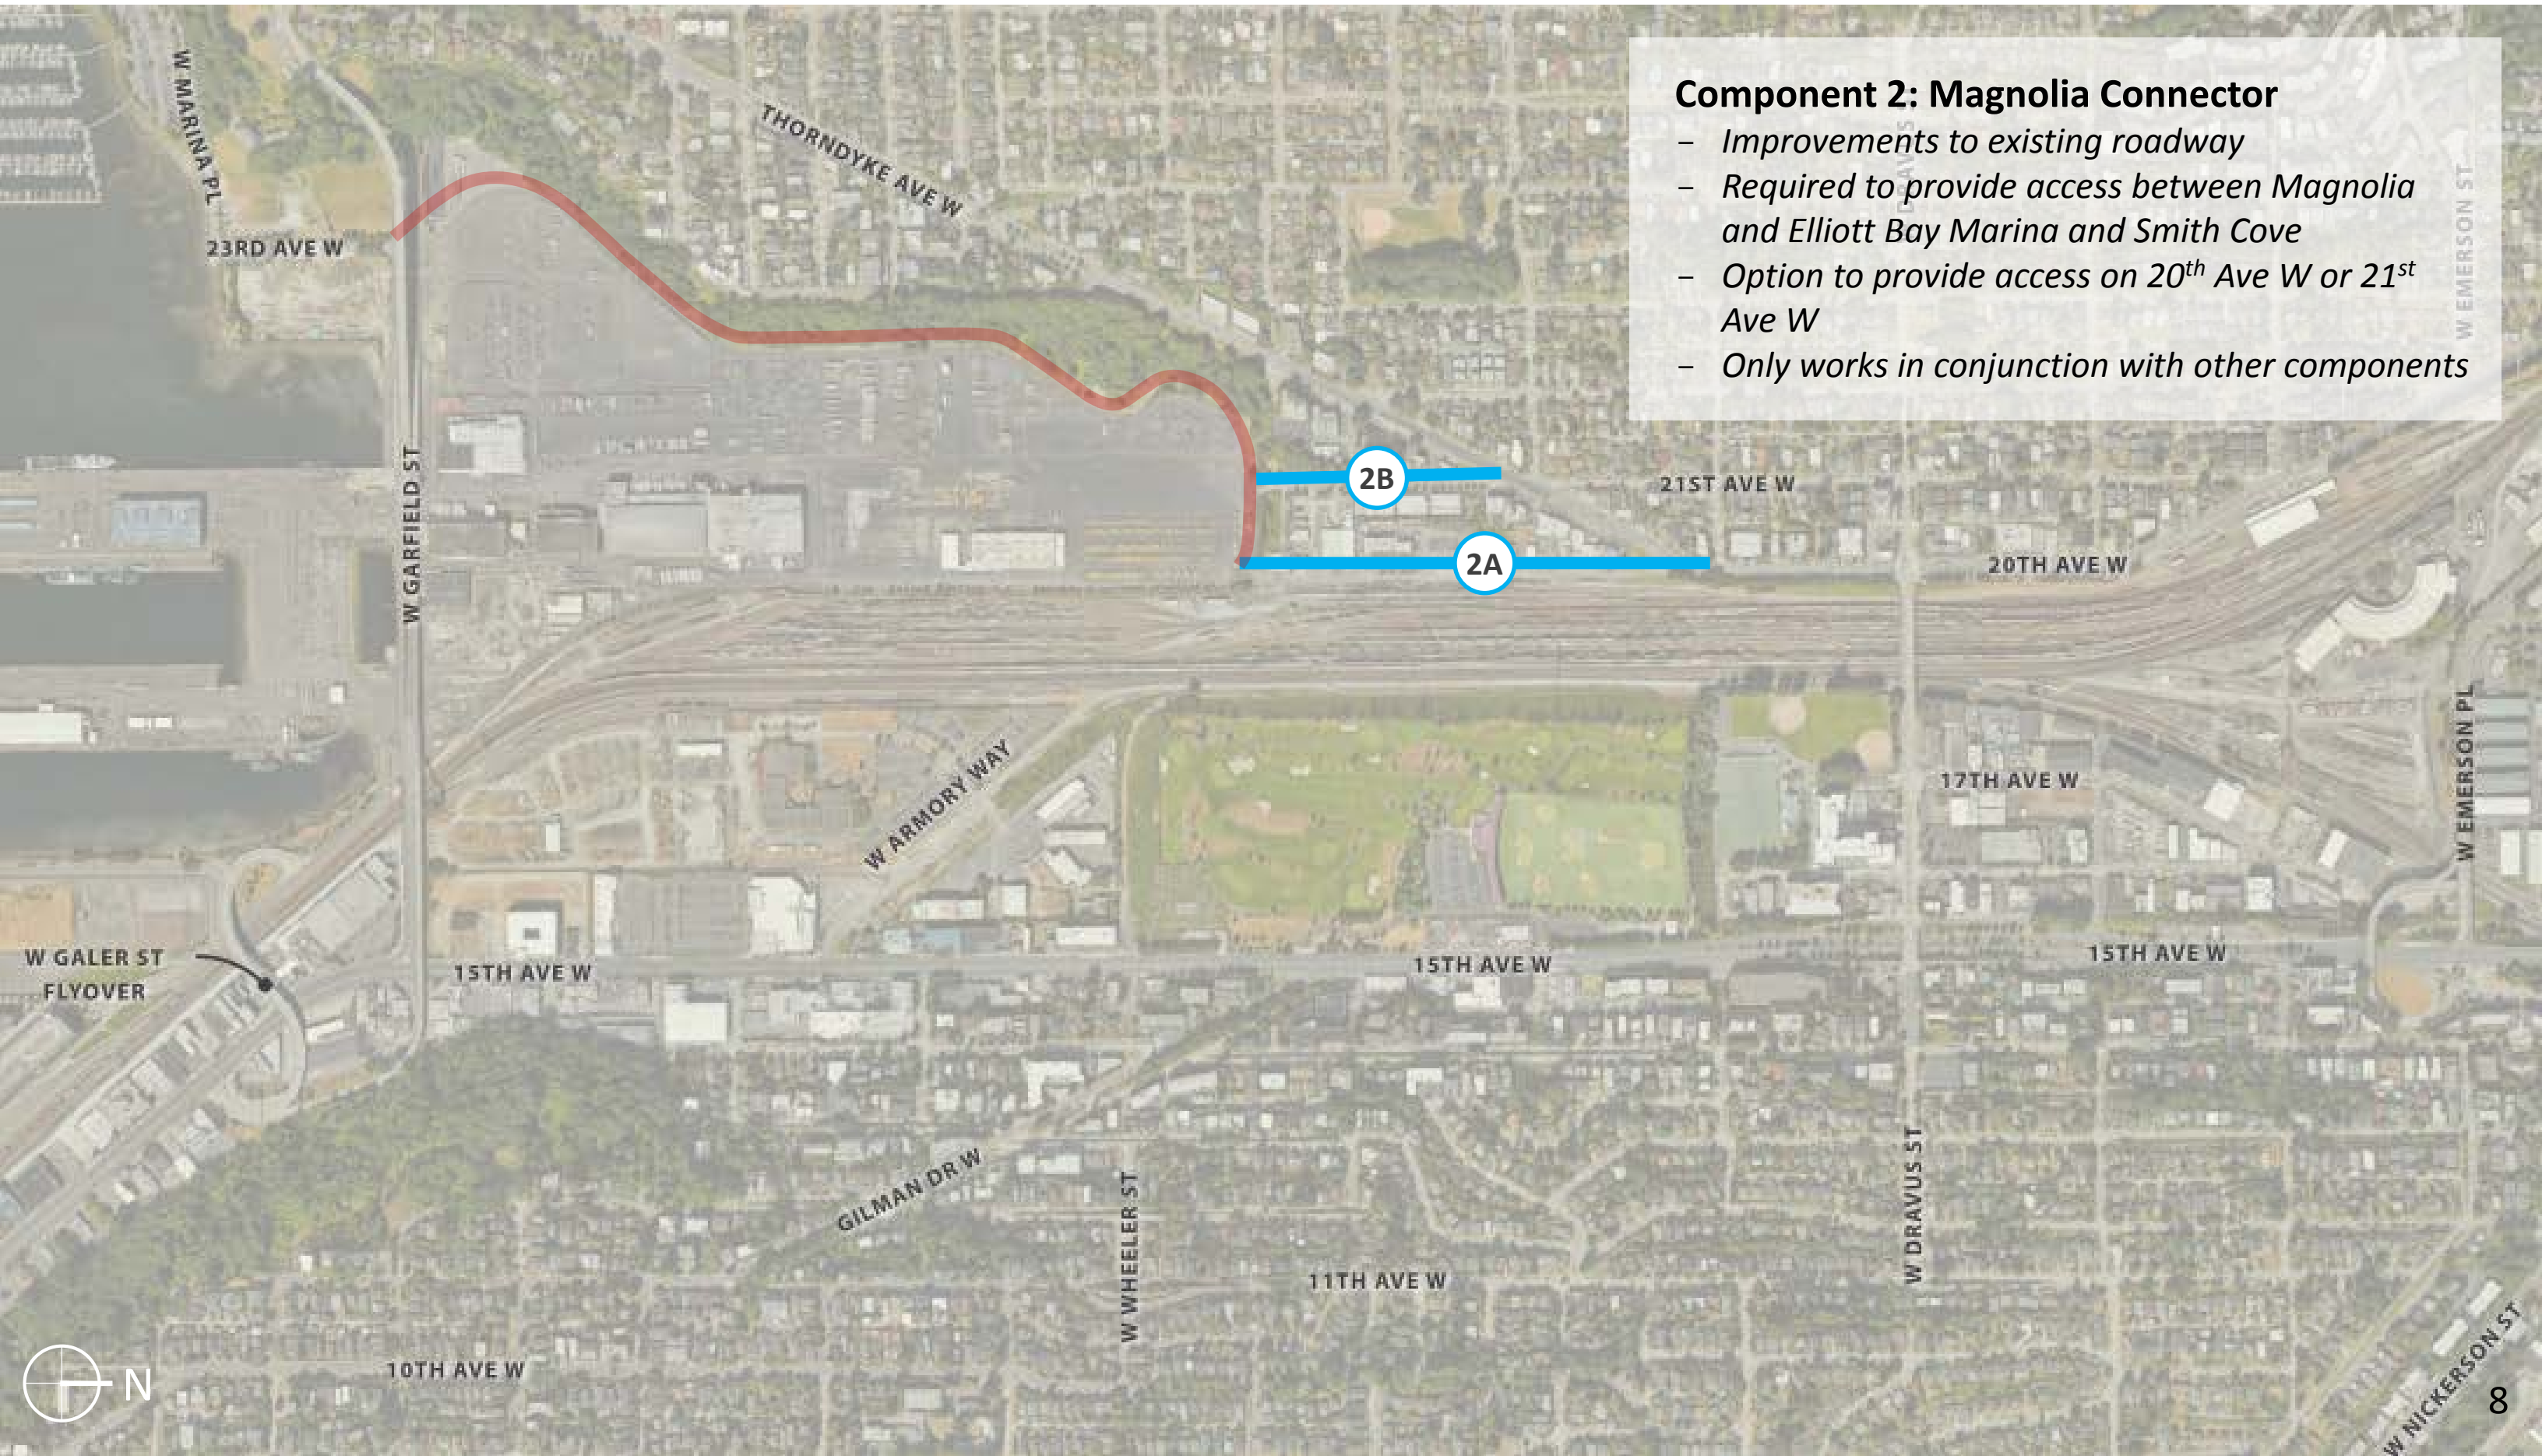 Component 2: Magnolia Connector
– Improvements to existing roadway
– Required to provide access between Magnolia
and Elliott Bay Marina and Smith Cove
– Option to provide access on 20th Ave W or 21st
Ave W
– Only works in conjunction with other components
W MARINA PL
THORNDYKE AVE W
23RD AVE W
W EMERSON ST
W GARFIELD ST
2B
21ST AVE W
2A
20TH AVE W
W ARMORY WAY
17TH AVE W
W EMERSON PL
W GALER ST
FLYOVER
15TH AVE W
15TH AVE W
15TH AVE W
GILMAN DR W
W WHEELER ST
W DRAVUS ST
11TH AVE W
10TH AVE W
W NICKERSON ST
N
8